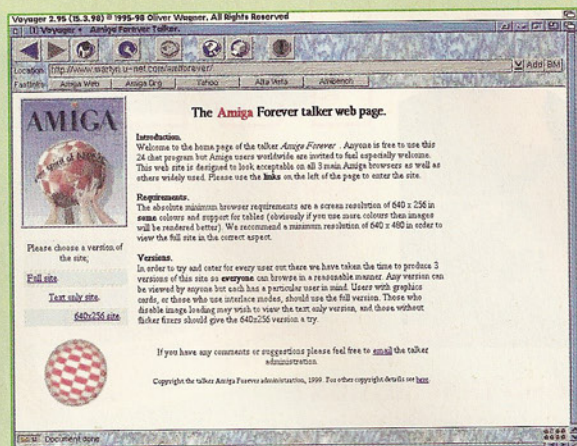 Voyager 2.95 (15.3.98) © 1995-98 Oliver Wagner. All Rights Reserved
[1] Voyager • Amiga Forever Talker.
Location: http://www.martyn.u-net.com/amforever/
Add BM
Fastlinks: Amiga Web Amiga Org Yahoo Alta Vista Amibench
AMIGA
The Amiga Forever talker web page.
Introduction.
Welcome to the home page of the talker Amiga Forever . Anyone is free to use this
24 chat program but Amiga users worldwide are invited to feel especially welcome.
This web site is designed to look acceptable on all 3 main Amiga browsers as well as
others widely used. Please use the links on the left of the page to enter the site.
Requirements.
The absolute minimum browser requirements are a screen resolution of 640 x 256 in
some colours and support for tables (obviously if you use more colours then images
will be rendered better). We recommend a minimum resolution of 640 x 480 in order to
view the full site in the correct aspect.
Please choose a version of
the site;
Full site.
Text only site.
640x256 site.
Versions.
In order to try and cater for every user out there we have taken the time to produce 3
versions of this site so everyone can browse in a reasonable manner. Any version can
be viewed by anyone but each has a particular user in mind. Users with graphics
cards, or those who use interlace modes, should use the full version. Those who
disable image loading may wish to view the text only version, and those without
flicker fixers should give the 640x256 version a try.
If you have any comments or suggestions please feel free to email the talker
administration.
Copyright the talker Amiga Forever administration, 1999. For other copyright details see here.
Document done